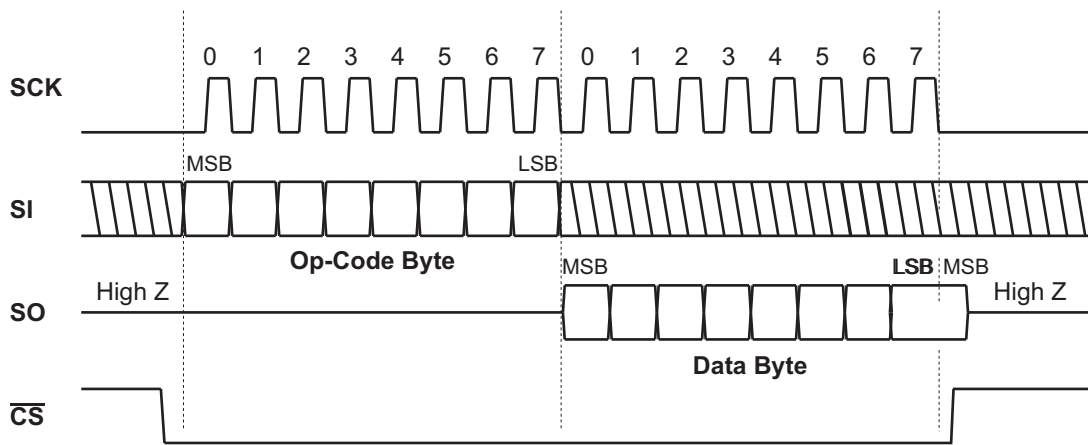 0 1 2 3 4 5 6 7 0 1 2 3 4 5 6 7
SCK
MSB LSB
SI
Op-Code Byte
MSB LSB MSB
High Z High Z
SO
Data Byte
CS